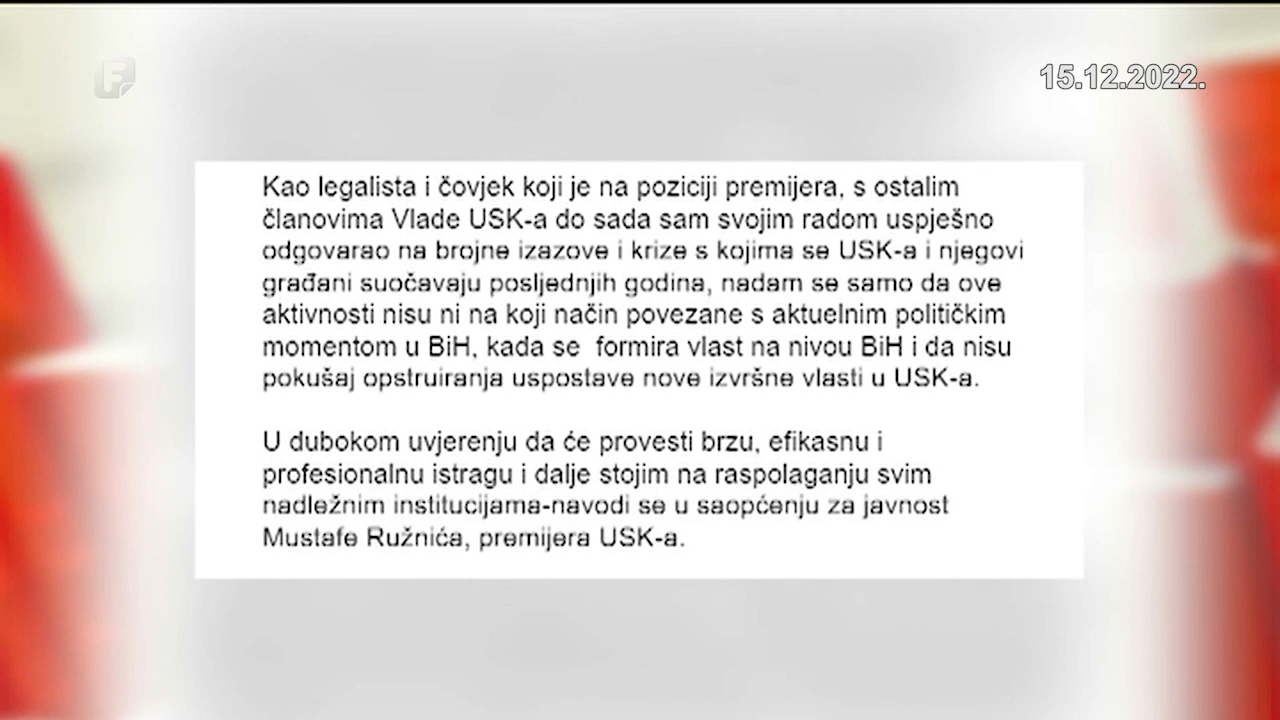 F
15.12.2022.
Kao legalista i čovjek koji je na poziciji premijera, s ostalim
članovima Vlade USK-a do sada sam svojim radom uspješno
odgovarao na brojne izazove i krize s kojima se USK-a i njegovi
građani suočavaju posljednjih godina, nadam se samo da ove
aktivnosti nisu ni na koji način povezane s aktuelnim političkim
momentom u BiH, kada se  formira vlast na nivou BiH i da nisu
pokušaj opstruiranja uspostave nove izvršne vlasti u USK-a.
U dubokom uvjerenju da će provesti brzu, efikasnu i
profesionalnu istragu i dalje stojim na raspolaganju svim
nadležnim institucijama-navodi se u saopćenju za javnost
Mustafe Ružnića, premijera USK-a.